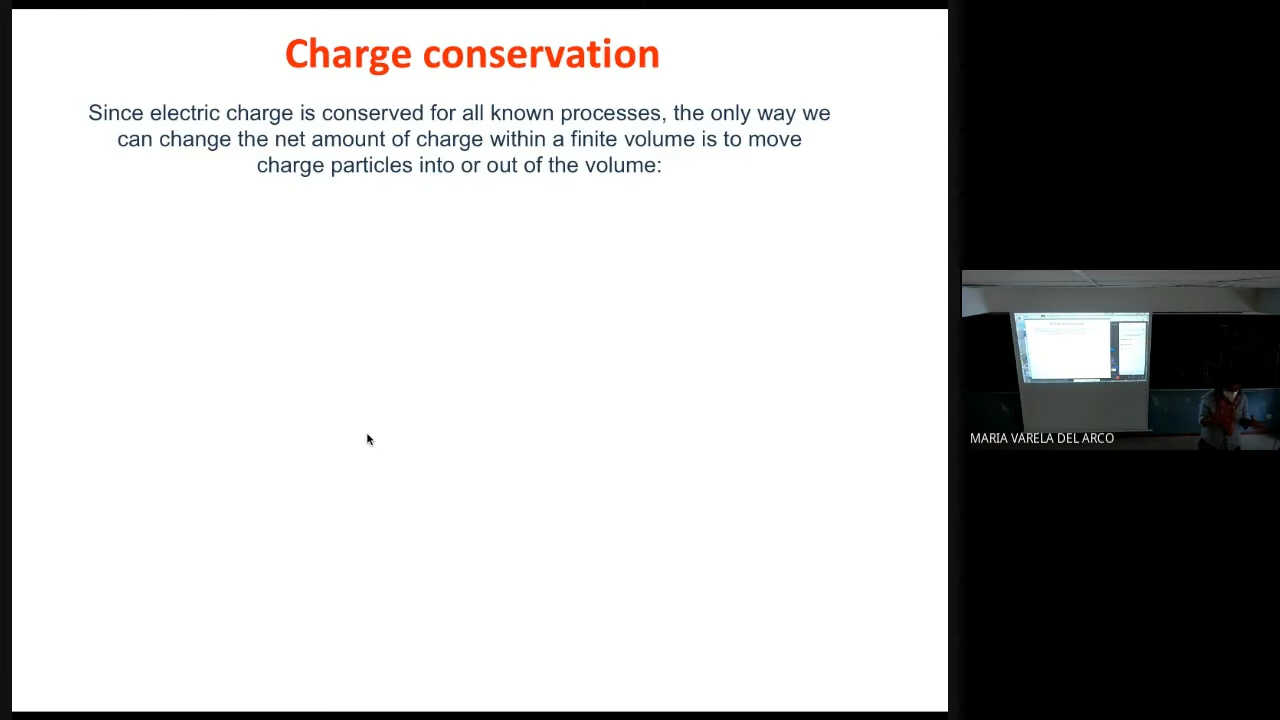 Charge conservation
Since electric charge is conserved for all known processes, the only way we
can change the net amount of charge within a finite volume is to move
charge particles into or out of the volume:
MARIA VARELA DEL ARCO